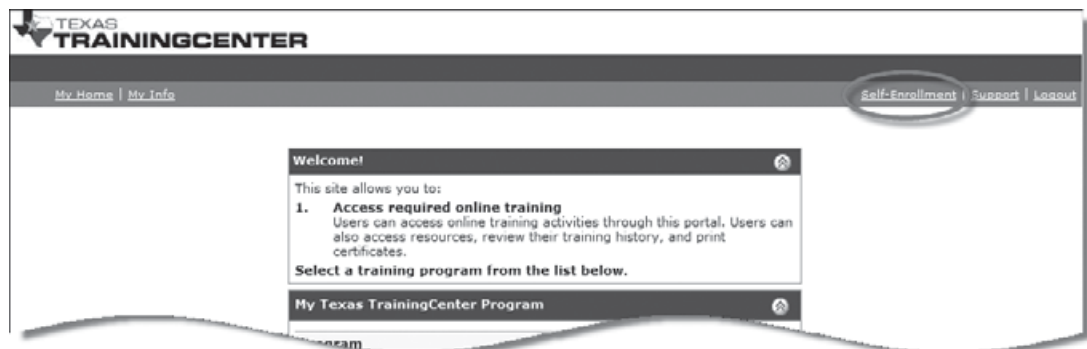 TEXAS
TRAININGCENTER
My Home | My Info
Self-Enrollment | Support | Logout
Welcome!
This site allows you to:
1. Access required online training
Users can access online training activities through this portal. Users can
also access resources, review their training history, and print
certificates.
Select a training program from the list below.
My Texas TrainingCenter Program